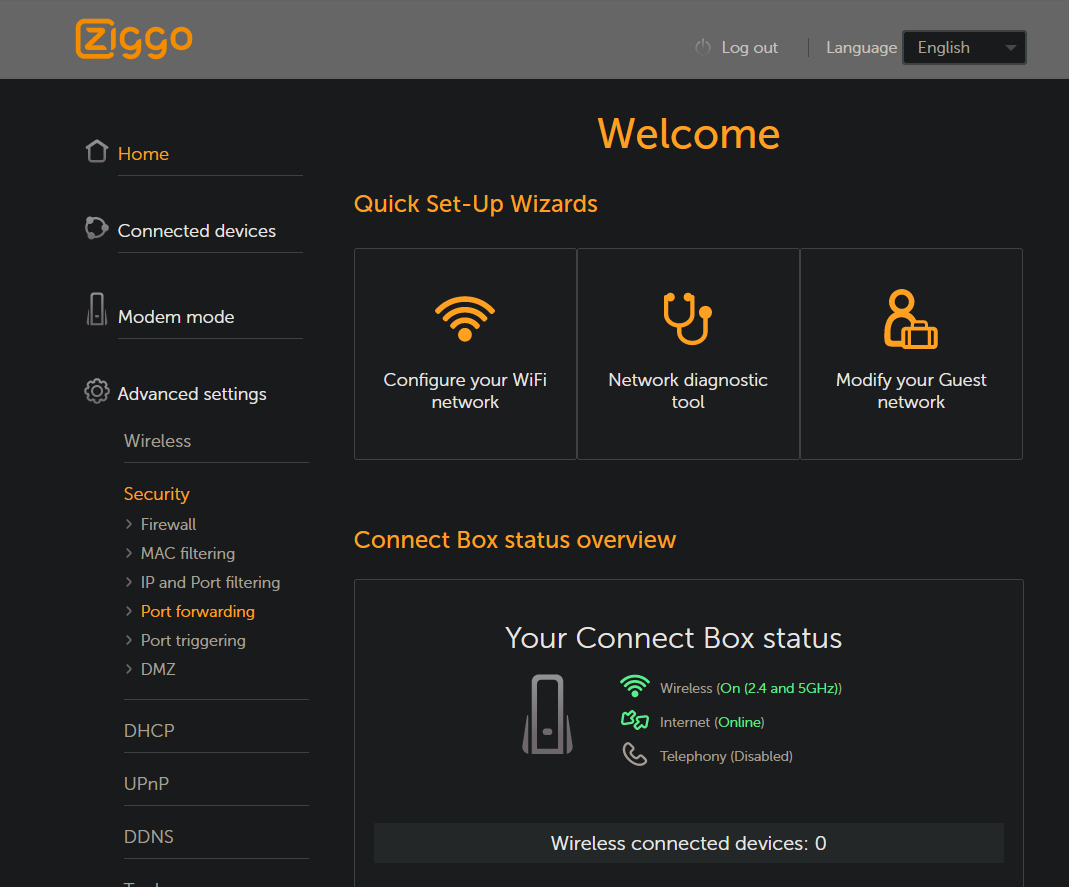 ziggo
Log out
Language
English
Home
Connected devices
Modem mode
Advanced settings
Wireless
Security
Firewall
MAC filtering
IP and Port filtering
Port forwarding
Port triggering
DMZ
DHCP
UPnP
DDNS
Welcome
Quick Set-Up Wizards
Configure your WiFi
network
Network diagnostic
tool
Modify your Guest
network
Connect Box status overview
Your Connect Box status
Wireless (On (2.4 and 5GHz))
Internet (Online)
Telephony (Disabled)
Wireless connected devices: 0